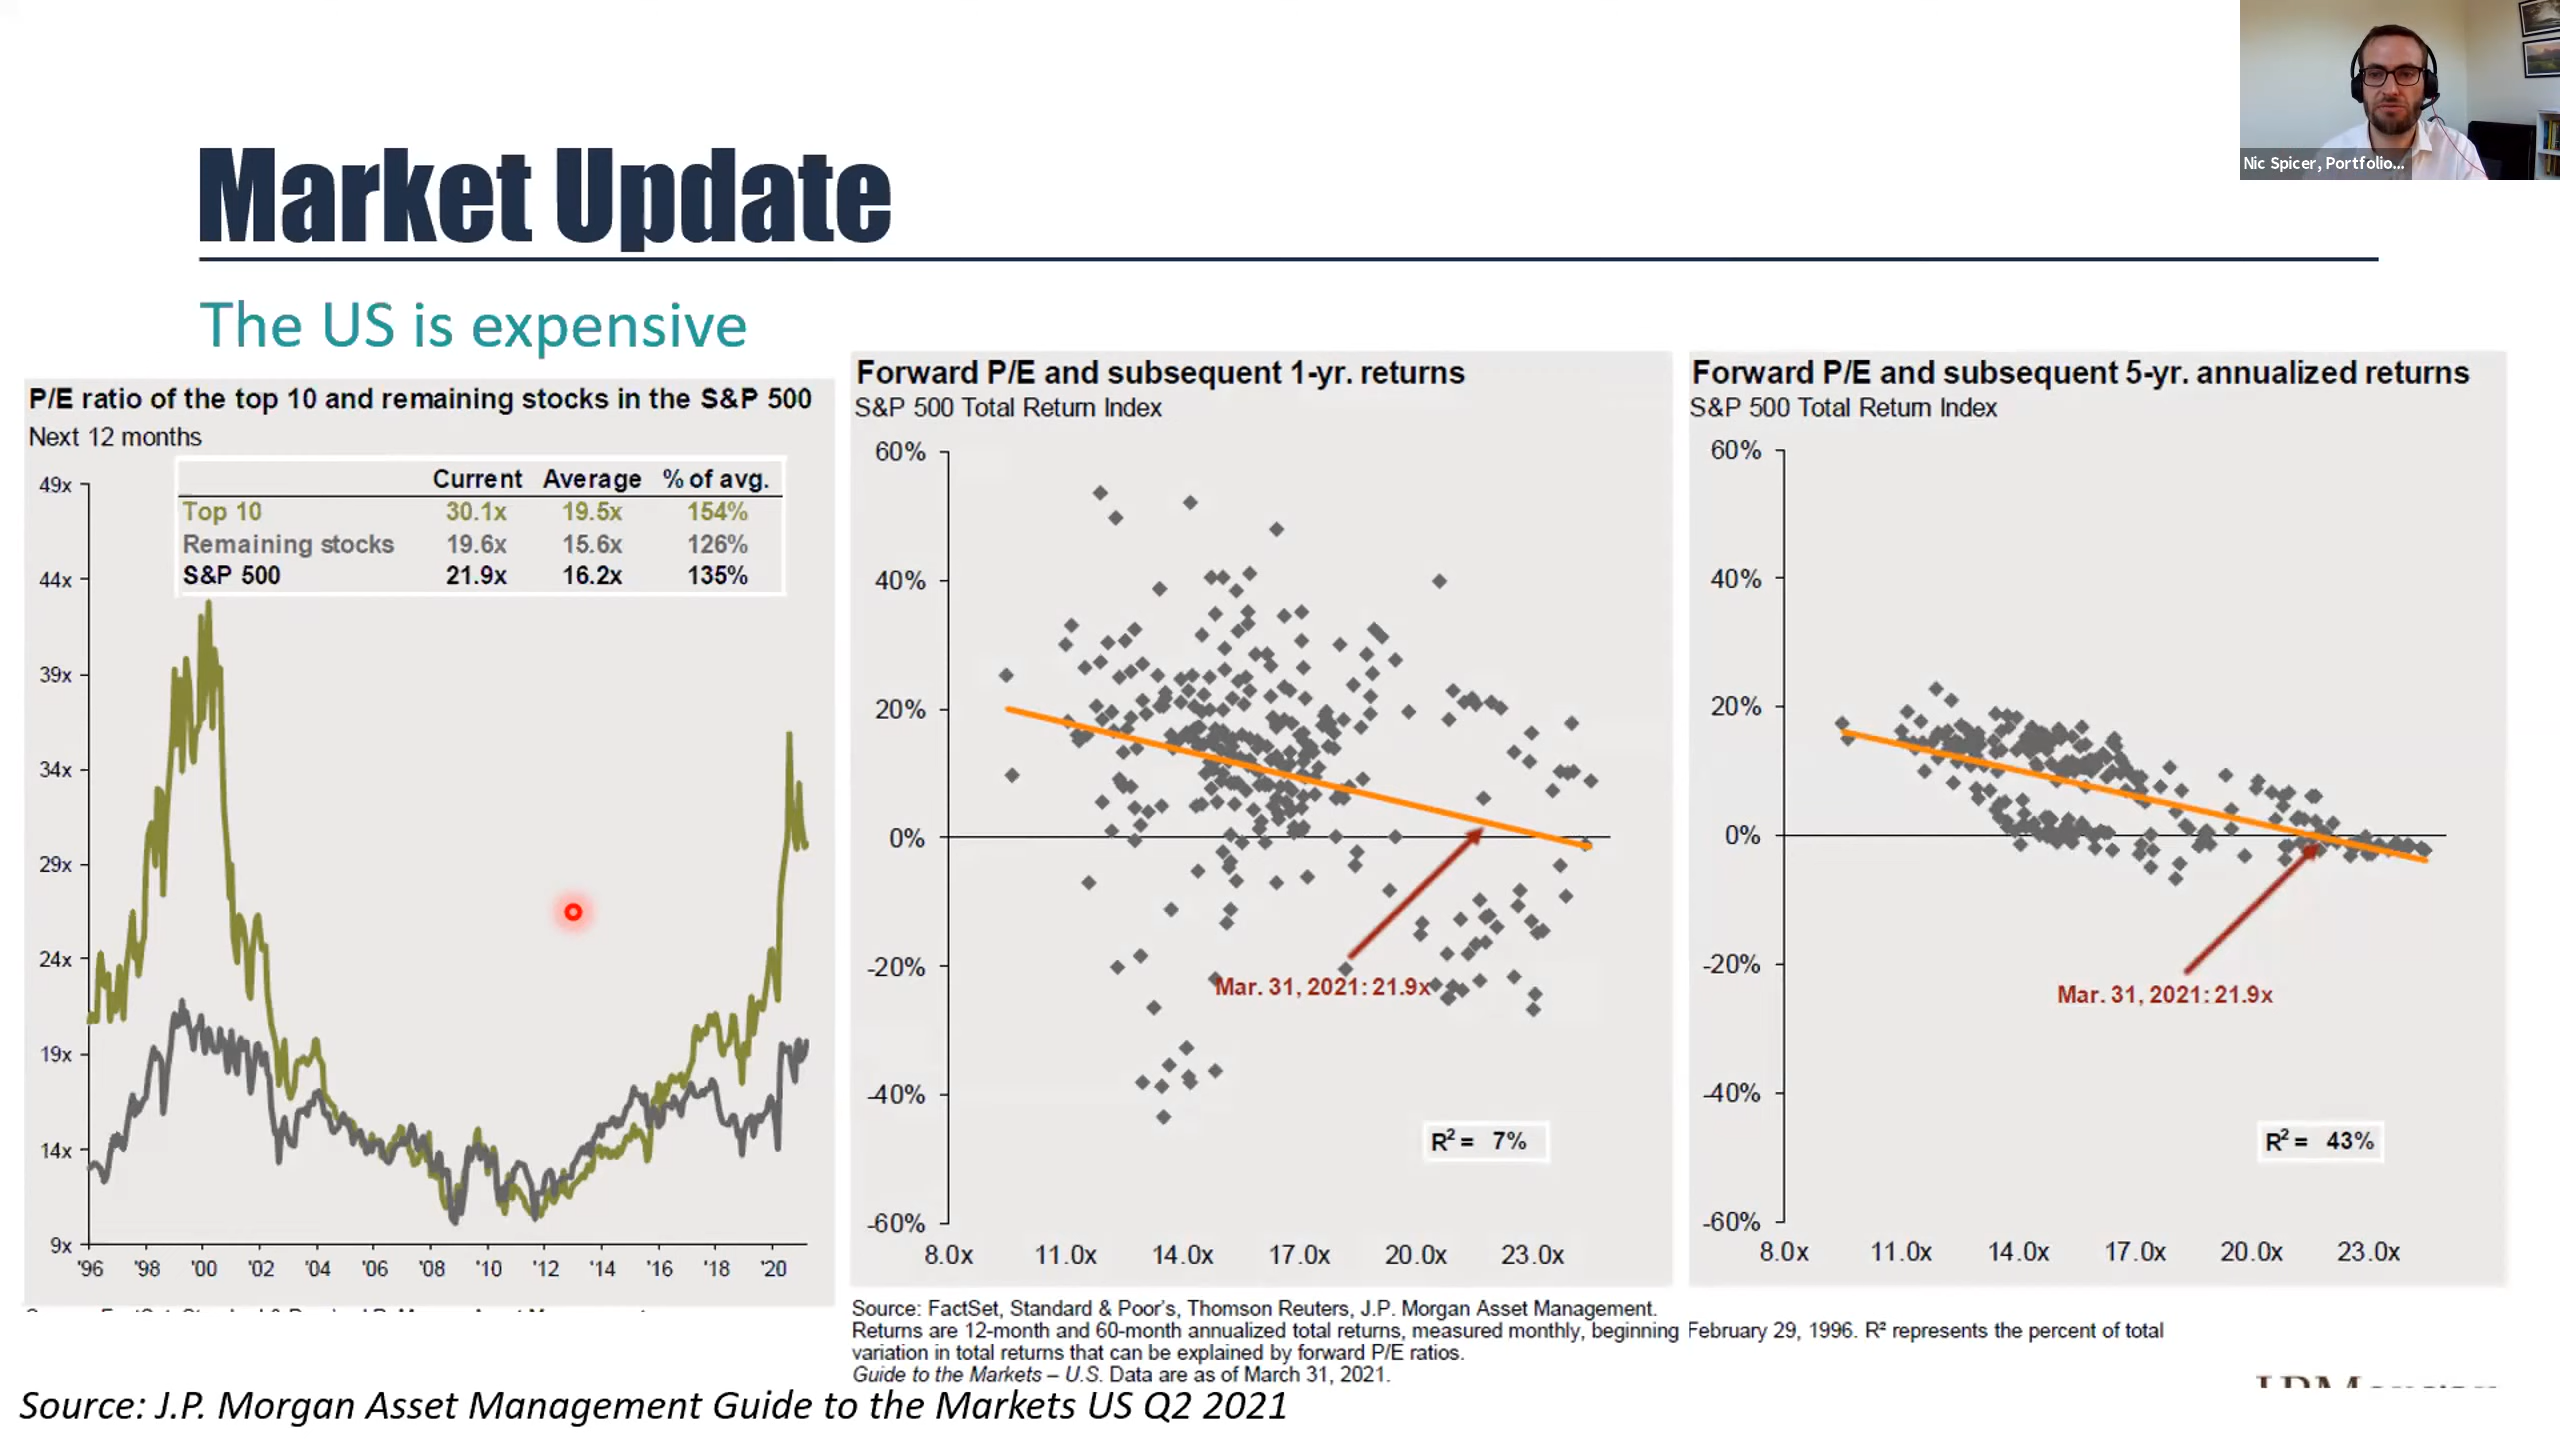 Nic Spicer, Portfolio...
Market Update
The US is expensive
P/E ratio of the top 10 and remaining stocks in the S&P 500
Next 12 months
Current Average % of avg.
Top 10 30.1x 19.5x 154%
Remaining stocks 19.6x 15.6x 126%
S&P 500 21.9x 16.2x 135%
49x
44x
39x
34x
29x
24x
19x
14x
9x
'96 '98 '00 '02 '04 '06 '08 '10 '12 '14 '16 '18 '20
Forward P/E and subsequent 1-yr. returns
S&P 500 Total Return Index
60%
40%
20%
0%
-20%
-40%
-60%
Mar. 31, 2021: 21.9x
R² = 7%
8.0x 11.0x 14.0x 17.0x 20.0x 23.0x
Forward P/E and subsequent 5-yr. annualized returns
S&P 500 Total Return Index
60%
40%
20%
0%
-20%
-40%
-60%
Mar. 31, 2021: 21.9x
R² = 43%
8.0x 11.0x 14.0x 17.0x 20.0x 23.0x
Source: FactSet, Standard & Poor's, Thomson Reuters, J.P. Morgan Asset Management.
Returns are 12-month and 60-month annualized total returns, measured monthly, beginning February 29, 1996. R² represents the percent of total
variation in total returns that can be explained by forward P/E ratios.
Guide to the Markets – U.S. Data are as of March 31, 2021.
Source: J.P. Morgan Asset Management Guide to the Markets US Q2 2021